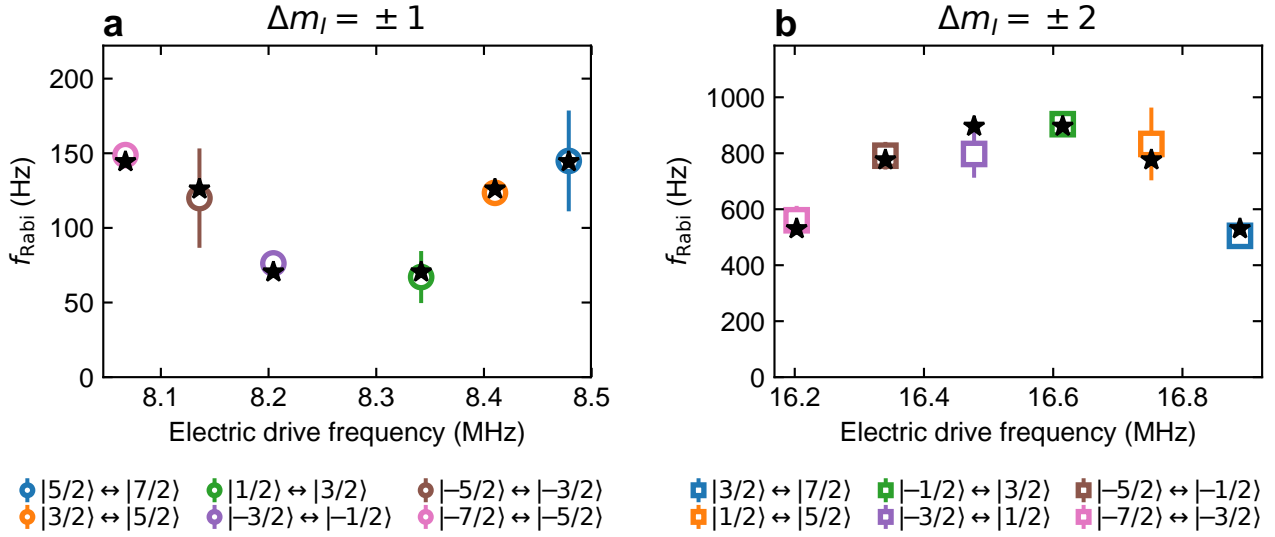 a
Δm_I = ±1
f_Rabi (Hz)
200
150
100
50
0
8.1 8.2 8.3 8.4 8.5
Electric drive frequency (MHz)
|5/2⟩ ↔ |7/2⟩ |1/2⟩ ↔ |3/2⟩ |−5/2⟩ ↔ |−3/2⟩
|3/2⟩ ↔ |5/2⟩ |−3/2⟩ ↔ |−1/2⟩ |−7/2⟩ ↔ |−5/2⟩
b
Δm_I = ±2
f_Rabi (Hz)
1000
800
600
400
200
0
16.2 16.4 16.6 16.8
Electric drive frequency (MHz)
|3/2⟩ ↔ |7/2⟩ |−1/2⟩ ↔ |3/2⟩ |−5/2⟩ ↔ |−1/2⟩
|1/2⟩ ↔ |5/2⟩ |−3/2⟩ ↔ |1/2⟩ |−7/2⟩ ↔ |−3/2⟩